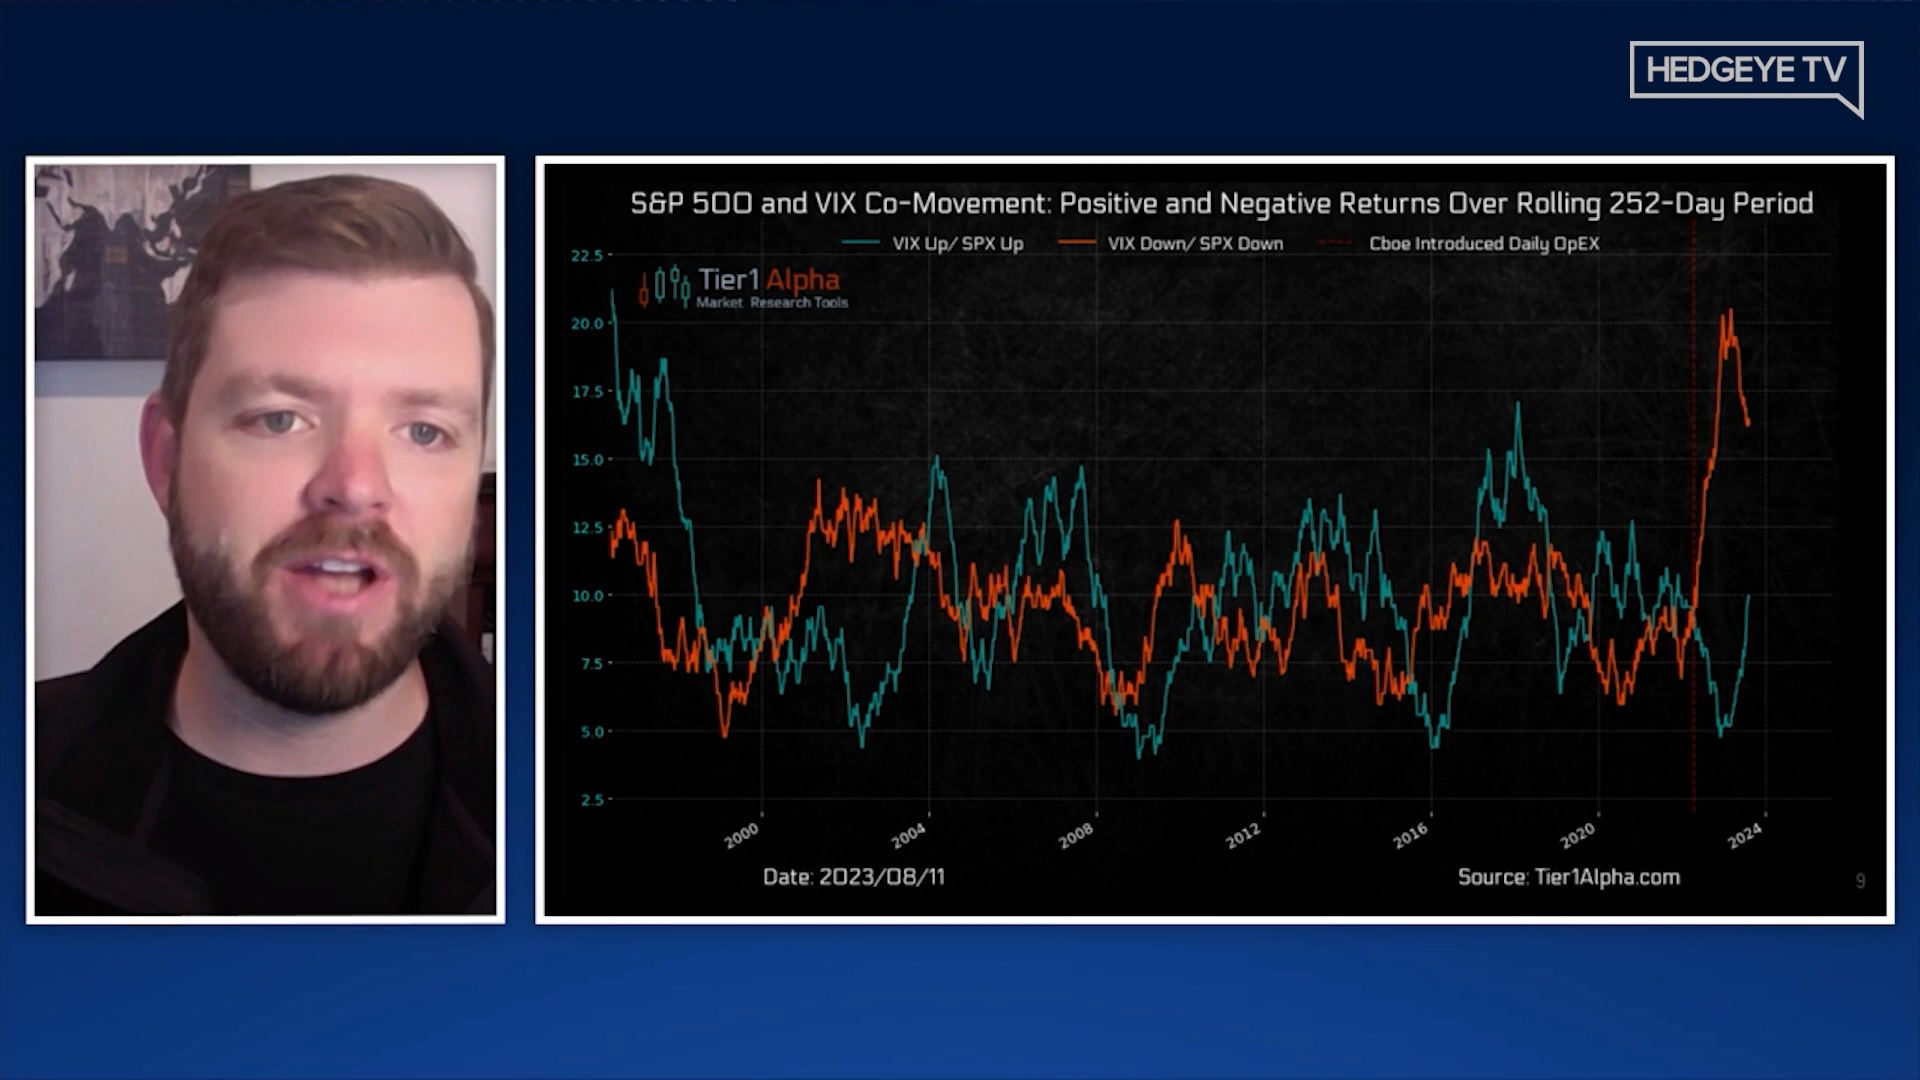 HEDGEYE TV
S&P 500 and VIX Co-Movement: Positive and Negative Returns Over Rolling 252-Day Period
VIX Up/ SPX Up
VIX Down/ SPX Down
Cboe Introduced Daily OpEX
Tier1 Alpha
Market Research Tools
22.5
20.0
17.5
15.0
12.5
10.0
7.5
5.0
2.5
2000
2004
2008
2012
2016
2020
2024
Date: 2023/08/11
Source: Tier1Alpha.com
9